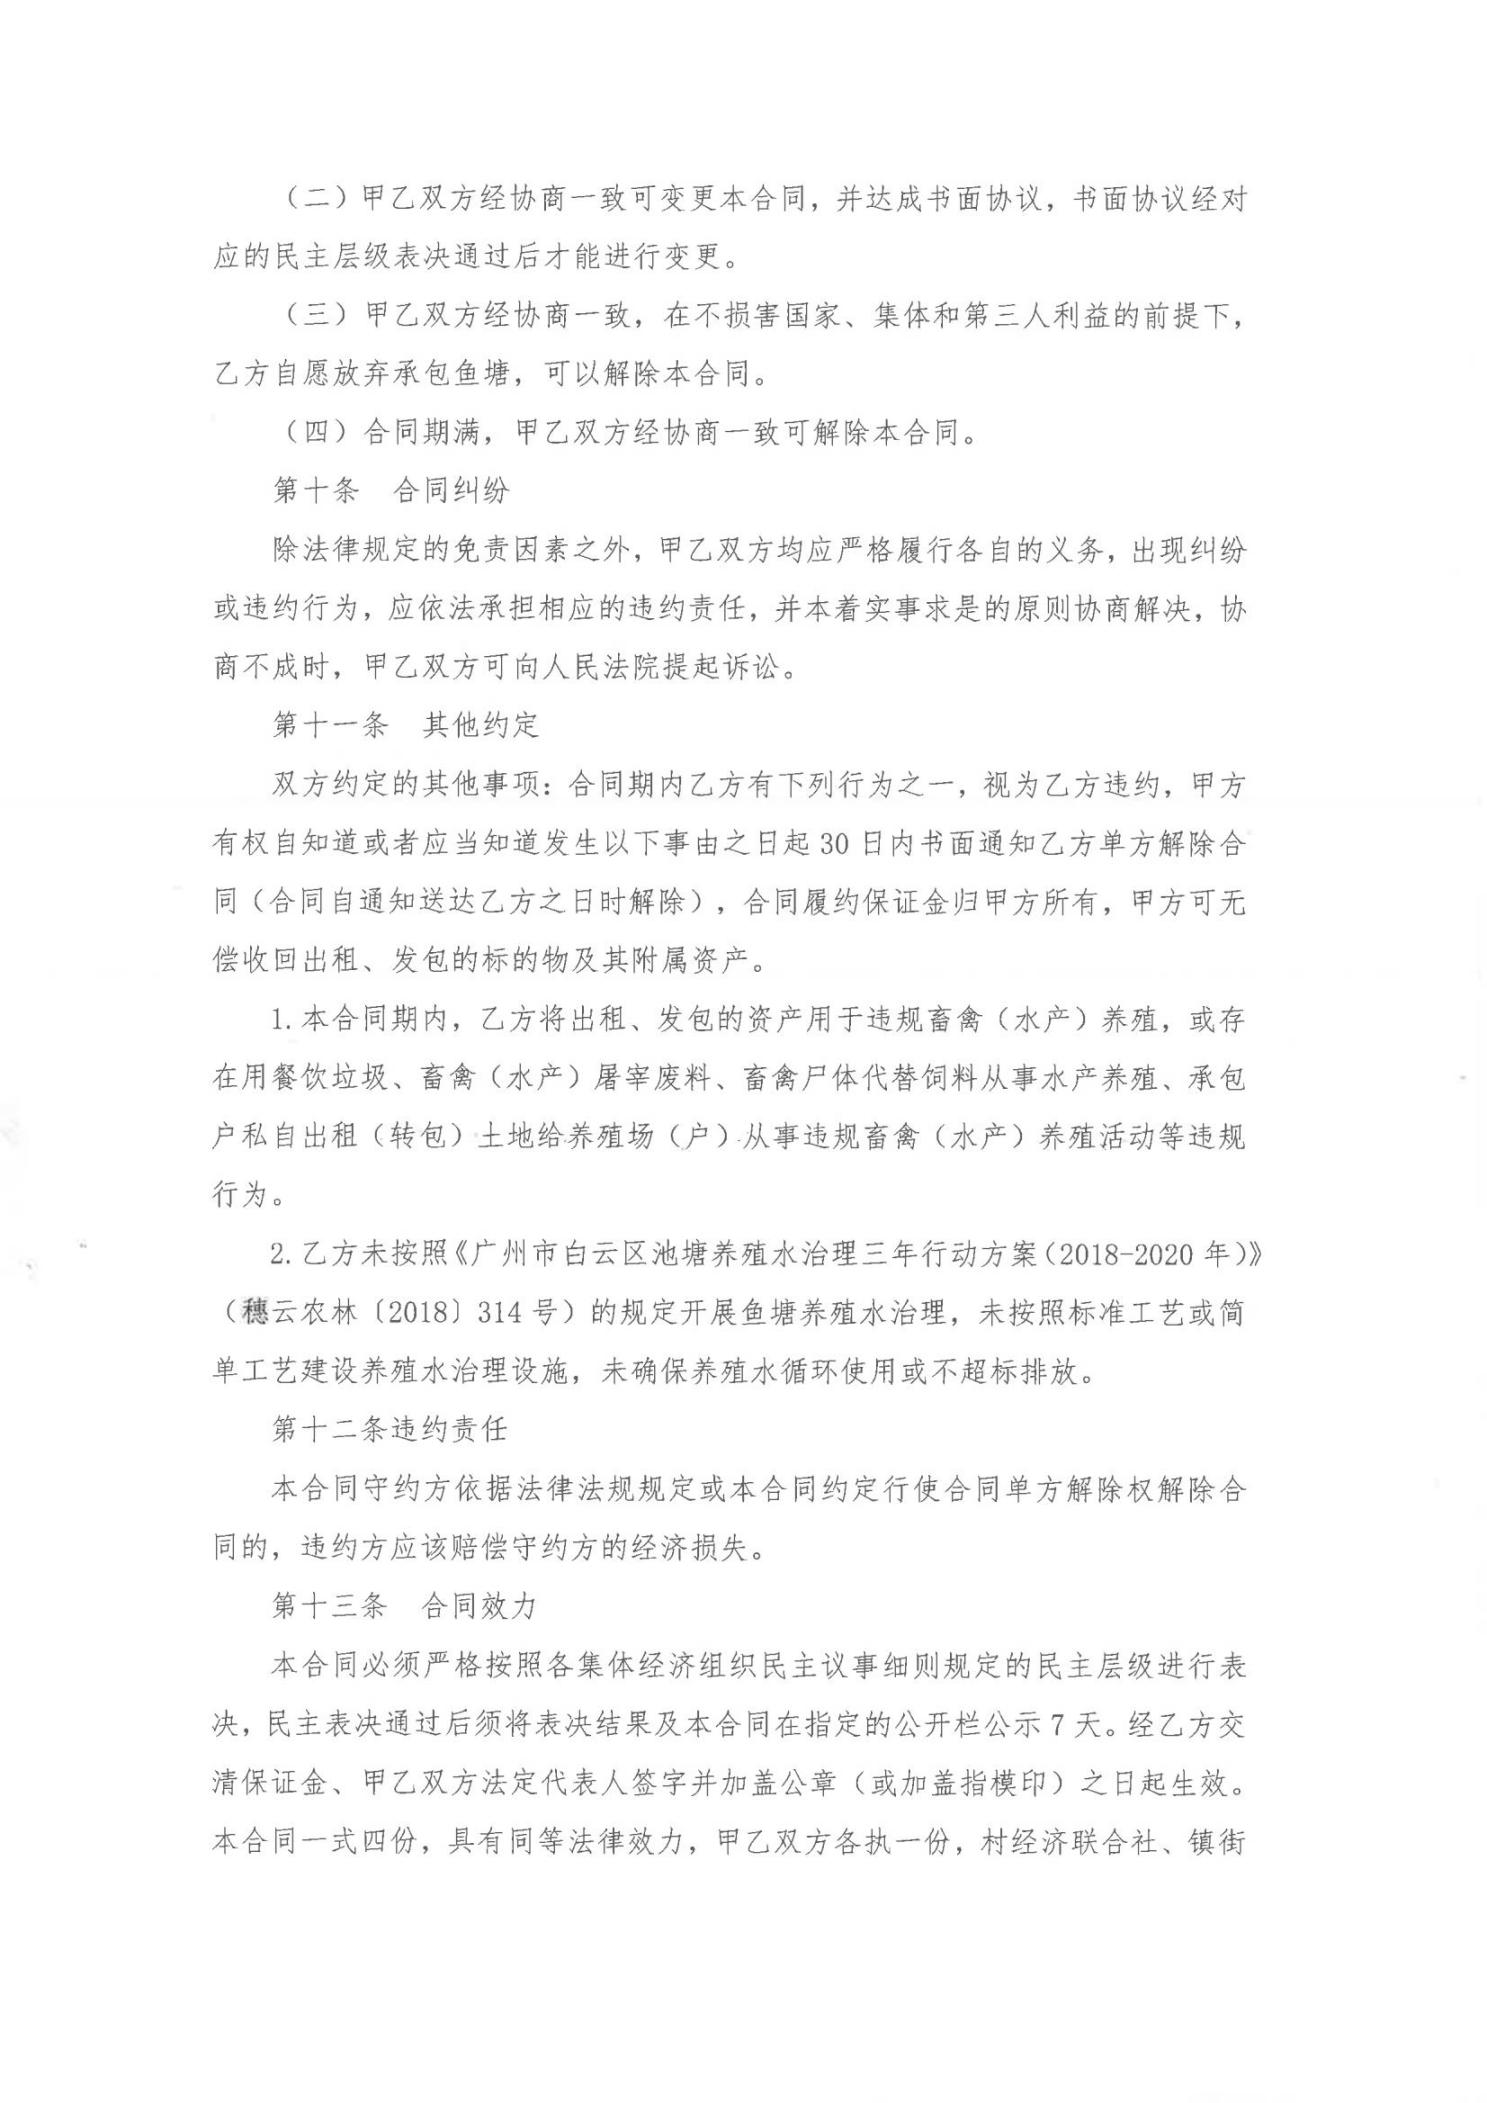 （二）甲乙双方经协商一致可变更本合同，并达成书面协议，书面协议经对
应的民主层级表决通过后才能进行变更。
（三）甲乙双方经协商一致，在不损害国家、集体和第三人利益的前提下，
乙方自愿放弃承包鱼塘，可以解除本合同。
（四）合同期满，甲乙双方经协商一致可解除本合同。
第十条　合同纠纷
除法律规定的免责因素之外，甲乙双方均应严格履行各自的义务，出现纠纷
或违约行为，应依法承担相应的违约责任，并本着实事求是的原则协商解决，协
商不成时，甲乙双方可向人民法院提起诉讼。
第十一条　其他约定
双方约定的其他事项：合同期内乙方有下列行为之一，视为乙方违约，甲方
有权自知道或者应当知道发生以下事由之日起 30 日内书面通知乙方单方解除合
同（合同自通知送达乙方之日时解除），合同履约保证金归甲方所有，甲方可无
偿收回出租、发包的标的物及其附属资产。
1.本合同期内，乙方将出租、发包的资产用于违规畜禽（水产）养殖，或存
在用餐饮垃圾、畜禽（水产）屠宰废料、畜禽尸体代替饲料从事水产养殖、承包
户私自出租（转包）土地给养殖场（户）从事违规畜禽（水产）养殖活动等违规
行为。
2.乙方未按照《广州市白云区池塘养殖水治理三年行动方案（2018-2020 年）》
（穗云农林〔2018〕314 号）的规定开展鱼塘养殖水治理，未按照标准工艺或简
单工艺建设养殖水治理设施，未确保养殖水循环使用或不超标排放。
第十二条违约责任
本合同守约方依据法律法规规定或本合同约定行使合同单方解除权解除合
同的，违约方应该赔偿守约方的经济损失。
第十三条　合同效力
本合同必须严格按照各集体经济组织民主议事细则规定的民主层级进行表
决，民主表决通过后须将表决结果及本合同在指定的公开栏公示 7 天。经乙方交
清保证金、甲乙双方法定代表人签字并加盖公章（或加盖指模印）之日起生效。
本合同一式四份，具有同等法律效力，甲乙双方各执一份，村经济联合社、镇街